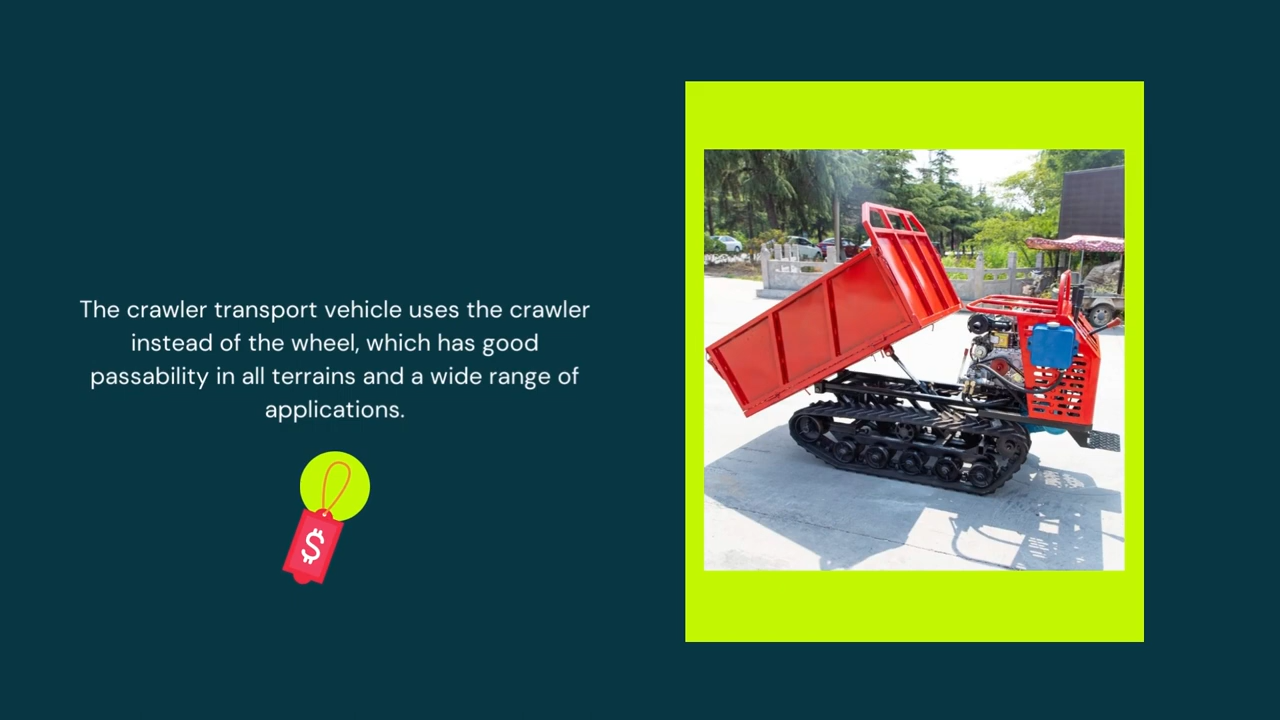 The crawler transport vehicle uses the crawler
instead of the wheel, which has good
passability in all terrains and a wide range of
applications.
$